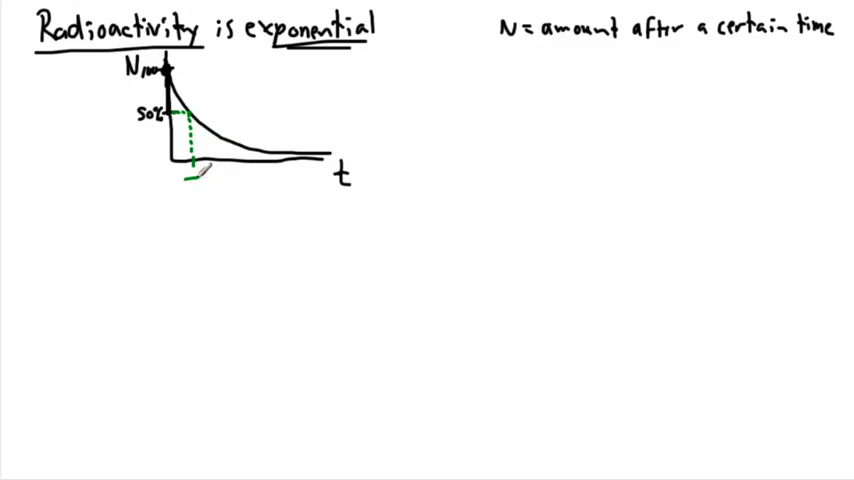 Radioactivity is exponential
N = amount after a certain time
N
50%
t